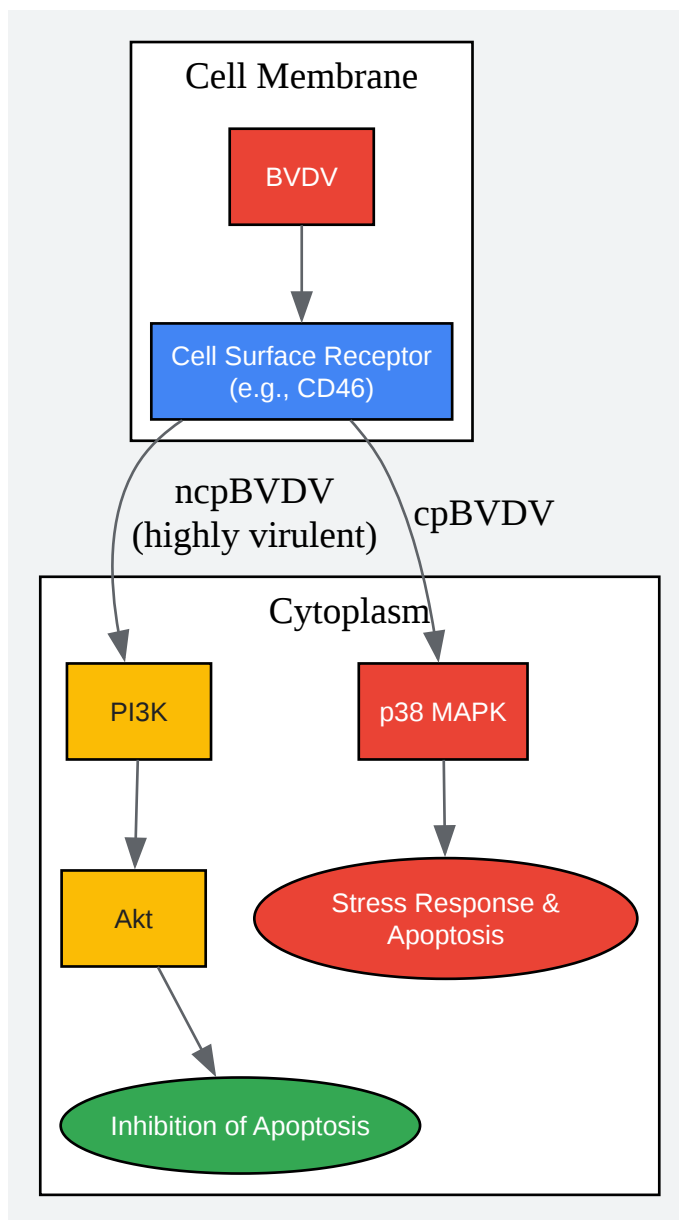 Cell Membrane
BVDV
Cell Surface Receptor
(e.g., CD46)
ncpBVDV
(highly virulent)
cpBVDV
Cytoplasm
PI3K
p38 MAPK
Akt
Stress Response &
Apoptosis
Inhibition of Apoptosis